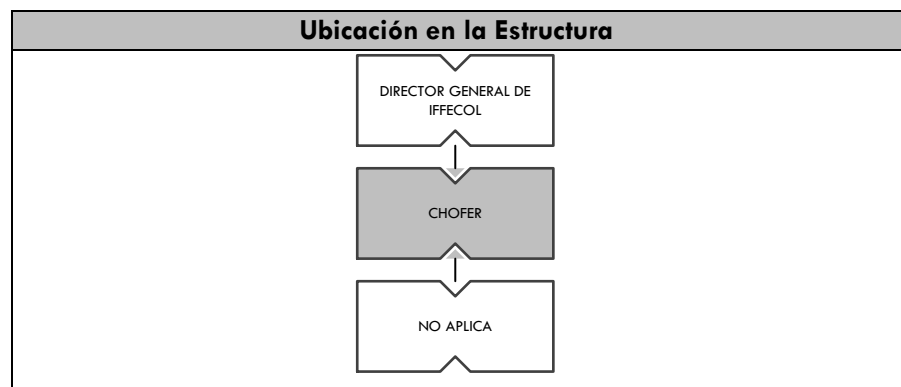 Ubicación en la Estructura
DIRECTOR GENERAL DE
IFFECOL
CHOFER
NO APLICA